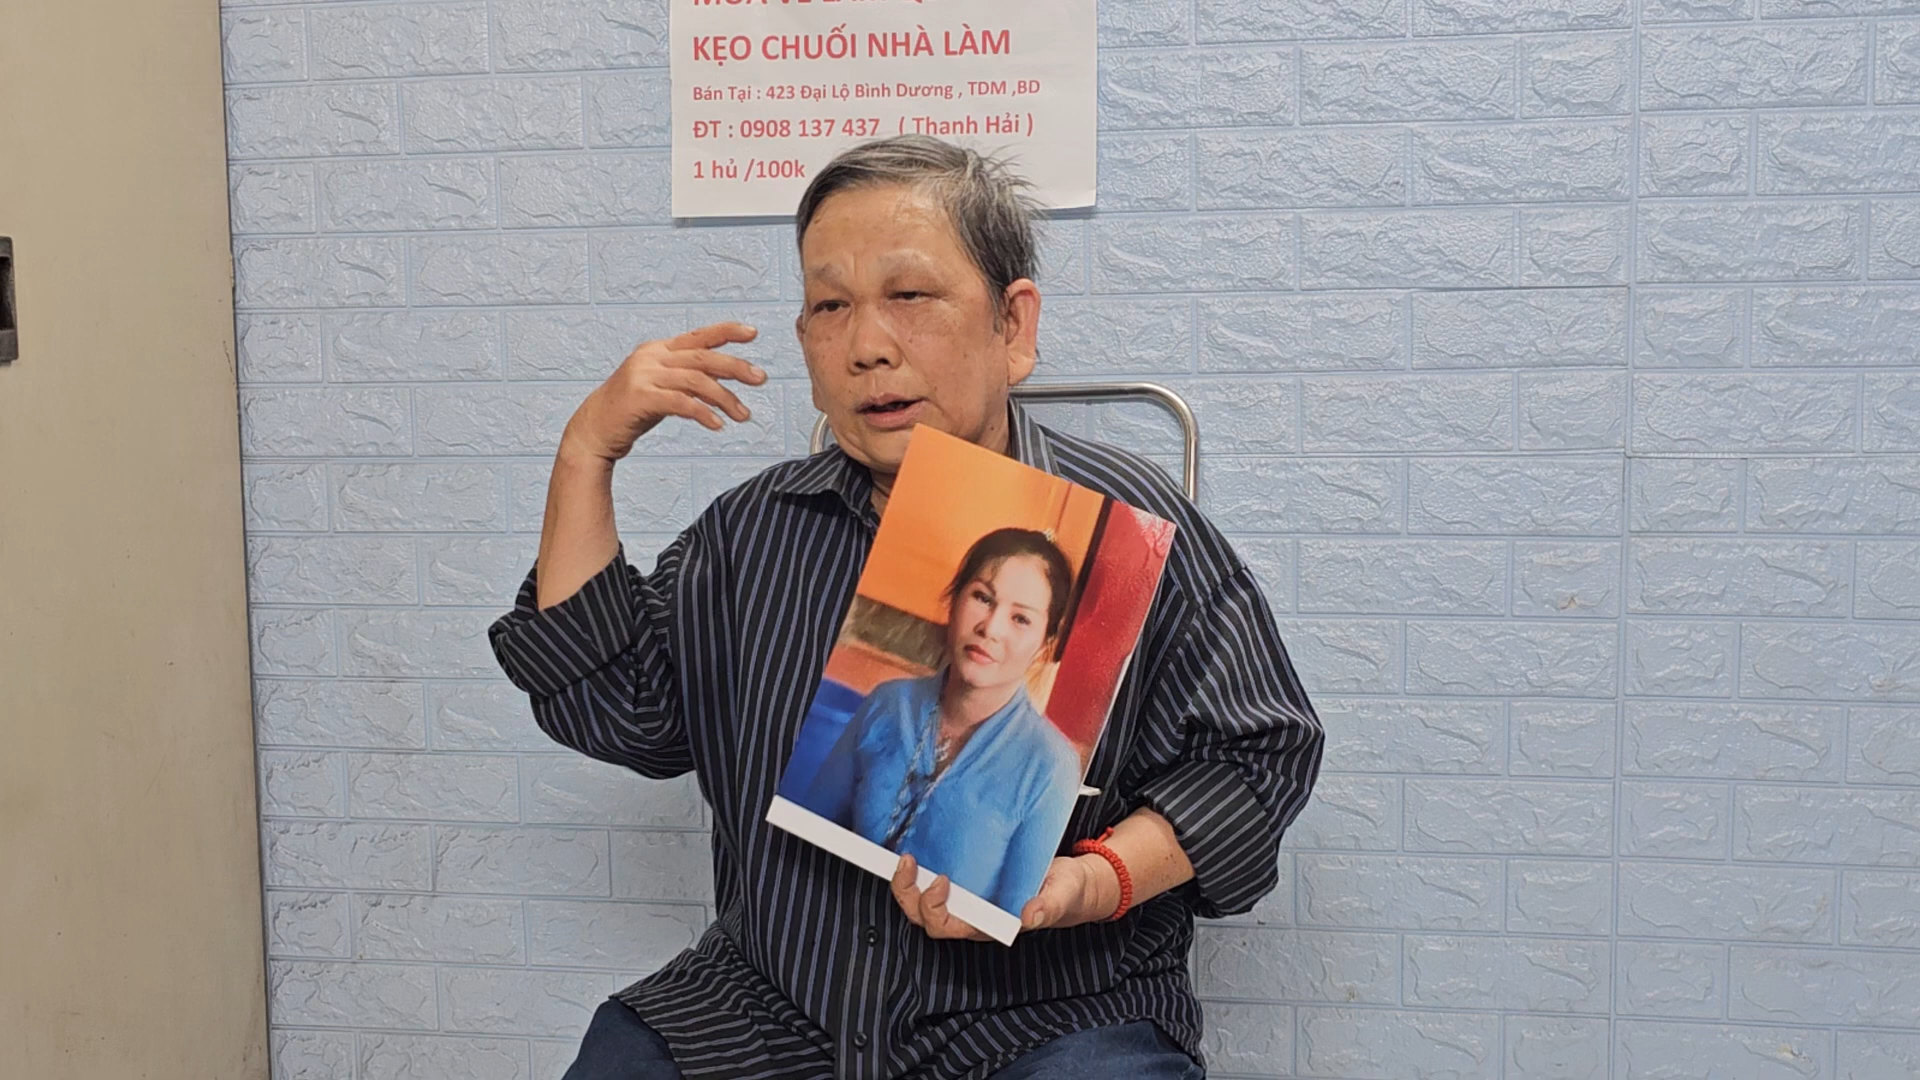 KẸO CHUỐI NHÀ LÀM
Bán Tại : 423 Đại Lộ Bình Dương , TDM ,BD
ĐT : 0908 137 437 ( Thanh Hải )
1 hủ /100k